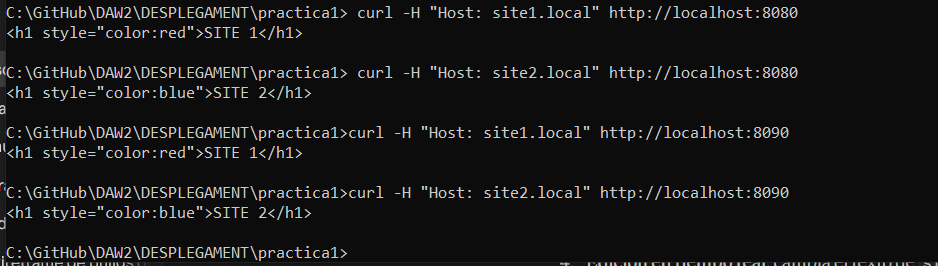 C:\GitHub\DAW2\DESPLEGAMENT\practica1> curl -H "Host: site1.local" http://localhost:8080
<h1 style="color:red">SITE 1</h1>
C:\GitHub\DAW2\DESPLEGAMENT\practica1> curl -H "Host: site2.local" http://localhost:8080
<h1 style="color:blue">SITE 2</h1>
C:\GitHub\DAW2\DESPLEGAMENT\practica1>curl -H "Host: site1.local" http://localhost:8090
<h1 style="color:red">SITE 1</h1>
C:\GitHub\DAW2\DESPLEGAMENT\practica1>curl -H "Host: site2.local" http://localhost:8090
<h1 style="color:blue">SITE 2</h1>
C:\GitHub\DAW2\DESPLEGAMENT\practica1>